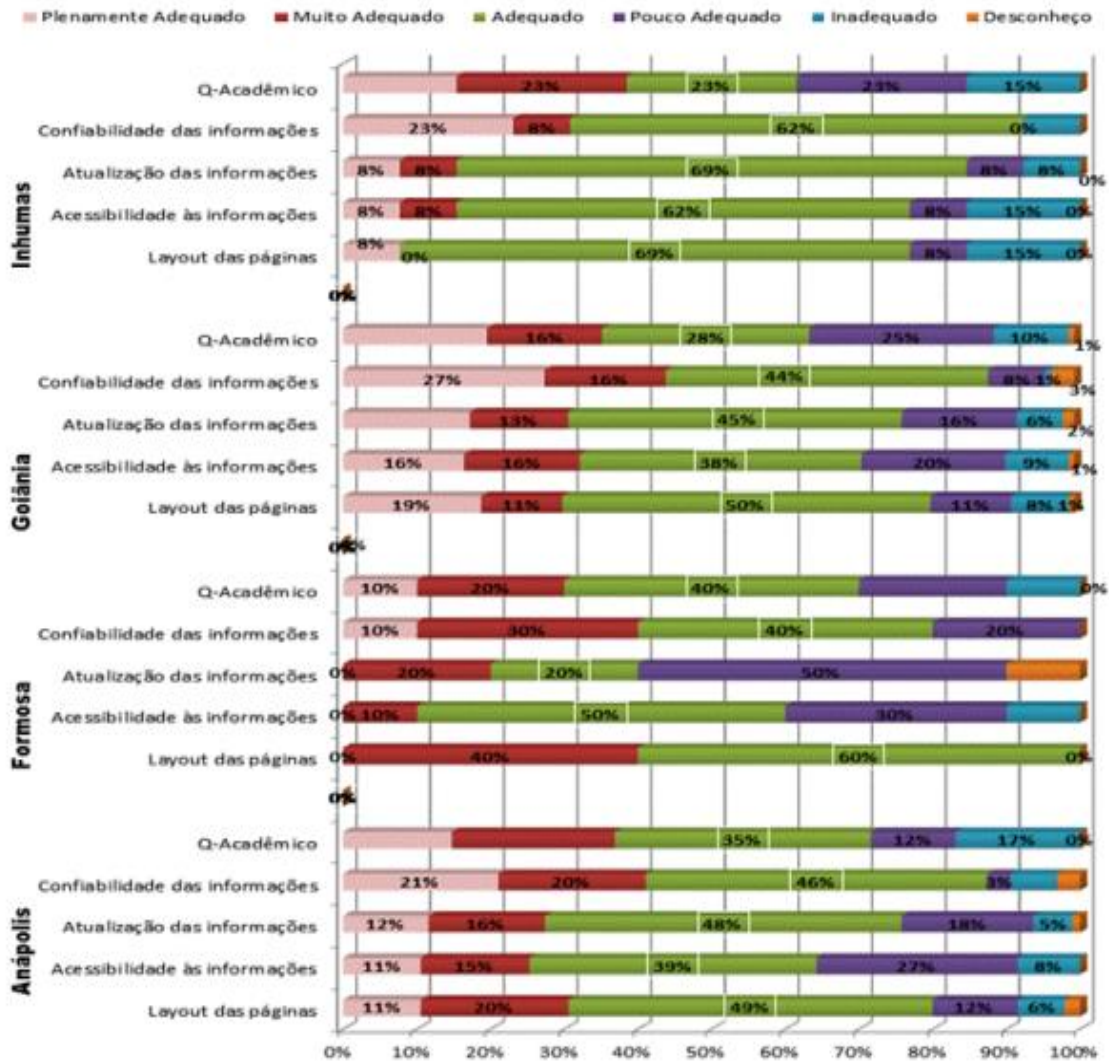 Plenamente Adequado Muito Adequado Adequado Pouco Adequado Inadequado Desconheço
Inhumas
Q-Acadêmico 23% 23% 23% 15%
Confiabilidade das informações 23% 8% 62% 0%
Atualização das informações 8% 8% 69% 8% 8% 0%
Acessibilidade às informações 8% 8% 62% 8% 15% 0%
Layout das páginas 8% 0% 69% 8% 15% 0%
0%
Goiânia
Q-Acadêmico 16% 28% 25% 10% 1%
Confiabilidade das informações 27% 16% 44% 8% 1% 3%
Atualização das informações 13% 45% 16% 6% 2%
Acessibilidade às informações 16% 16% 38% 20% 9% 1%
Layout das páginas 19% 11% 50% 11% 8% 1%
0%
Formosa
Q-Acadêmico 10% 20% 40% 0%
Confiabilidade das informações 10% 30% 40% 20%
Atualização das informações 0% 20% 20% 50%
Acessibilidade às informações 0% 10% 50% 30%
Layout das páginas 0% 40% 60% 0%
0%
Anápolis
Q-Acadêmico 35% 12% 17% 0%
Confiabilidade das informações 21% 20% 46% 3%
Atualização das informações 12% 16% 48% 18% 5%
Acessibilidade às informações 11% 15% 39% 27% 8%
Layout das páginas 11% 20% 49% 12% 6%
0% 10% 20% 30% 40% 50% 60% 70% 80% 90% 100%